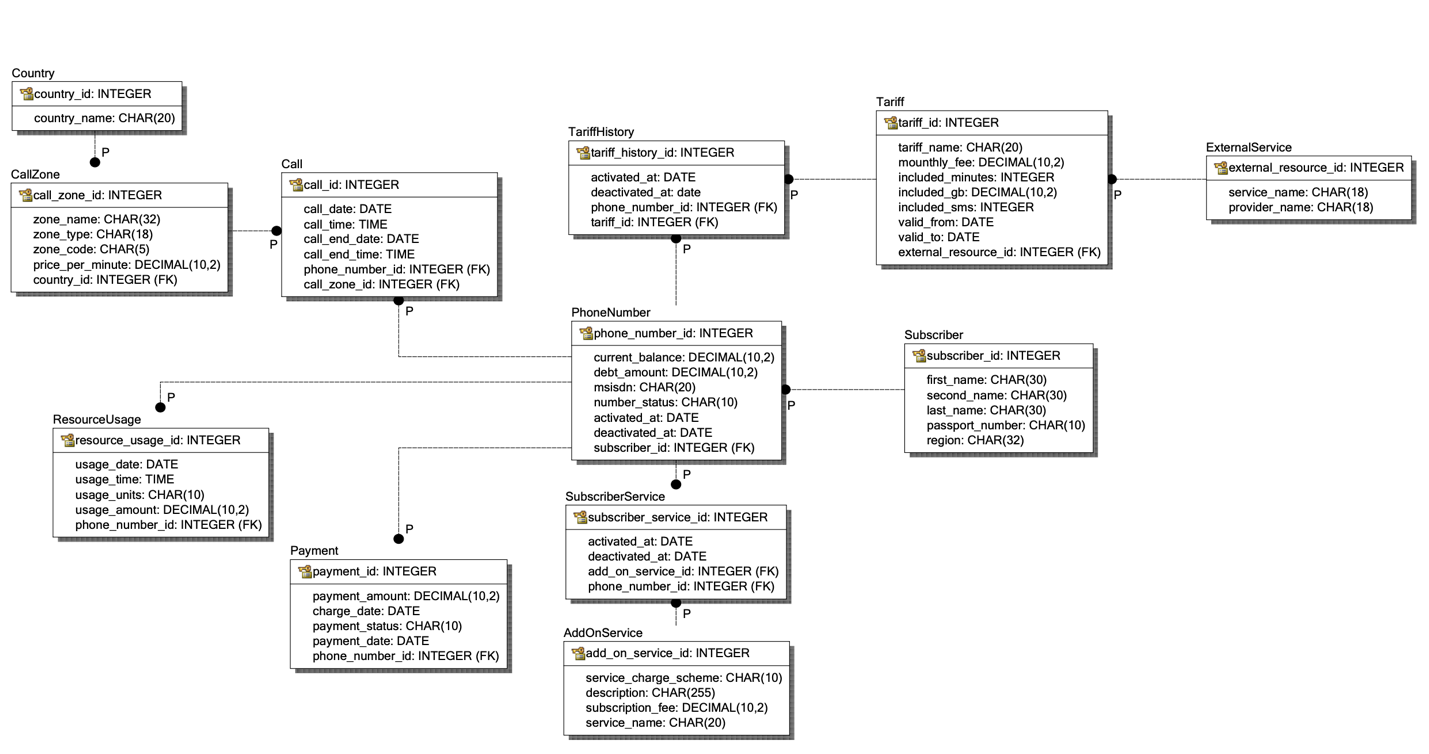 Country
country_id: INTEGER
country_name: CHAR(20)
P
CallZone
call_zone_id: INTEGER
zone_name: CHAR(32)
zone_type: CHAR(18)
zone_code: CHAR(5)
price_per_minute: DECIMAL(10,2)
country_id: INTEGER (FK)
P
Call
call_id: INTEGER
call_date: DATE
call_time: TIME
call_end_date: DATE
call_end_time: TIME
phone_number_id: INTEGER (FK)
call_zone_id: INTEGER (FK)
P
TariffHistory
tariff_history_id: INTEGER
activated_at: DATE
deactivated_at: date
phone_number_id: INTEGER (FK)
tariff_id: INTEGER (FK)
P
P
Tariff
tariff_id: INTEGER
tariff_name: CHAR(20)
mounthly_fee: DECIMAL(10,2)
included_minutes: INTEGER
included_gb: DECIMAL(10,2)
included_sms: INTEGER
valid_from: DATE
valid_to: DATE
external_resource_id: INTEGER (FK)
P
ExternalService
external_resource_id: INTEGER
service_name: CHAR(18)
provider_name: CHAR(18)
PhoneNumber
phone_number_id: INTEGER
current_balance: DECIMAL(10,2)
debt_amount: DECIMAL(10,2)
msisdn: CHAR(20)
number_status: CHAR(10)
activated_at: DATE
deactivated_at: DATE
subscriber_id: INTEGER (FK)
P
P
Subscriber
subscriber_id: INTEGER
first_name: CHAR(30)
second_name: CHAR(30)
last_name: CHAR(30)
passport_number: CHAR(10)
region: CHAR(32)
P
ResourceUsage
resource_usage_id: INTEGER
usage_date: DATE
usage_time: TIME
usage_units: CHAR(10)
usage_amount: DECIMAL(10,2)
phone_number_id: INTEGER (FK)
P
Payment
payment_id: INTEGER
payment_amount: DECIMAL(10,2)
charge_date: DATE
payment_status: CHAR(10)
payment_date: DATE
phone_number_id: INTEGER (FK)
SubscriberService
subscriber_service_id: INTEGER
activated_at: DATE
deactivated_at: DATE
add_on_service_id: INTEGER (FK)
phone_number_id: INTEGER (FK)
P
AddOnService
add_on_service_id: INTEGER
service_charge_scheme: CHAR(10)
description: CHAR(255)
subscription_fee: DECIMAL(10,2)
service_name: CHAR(20)